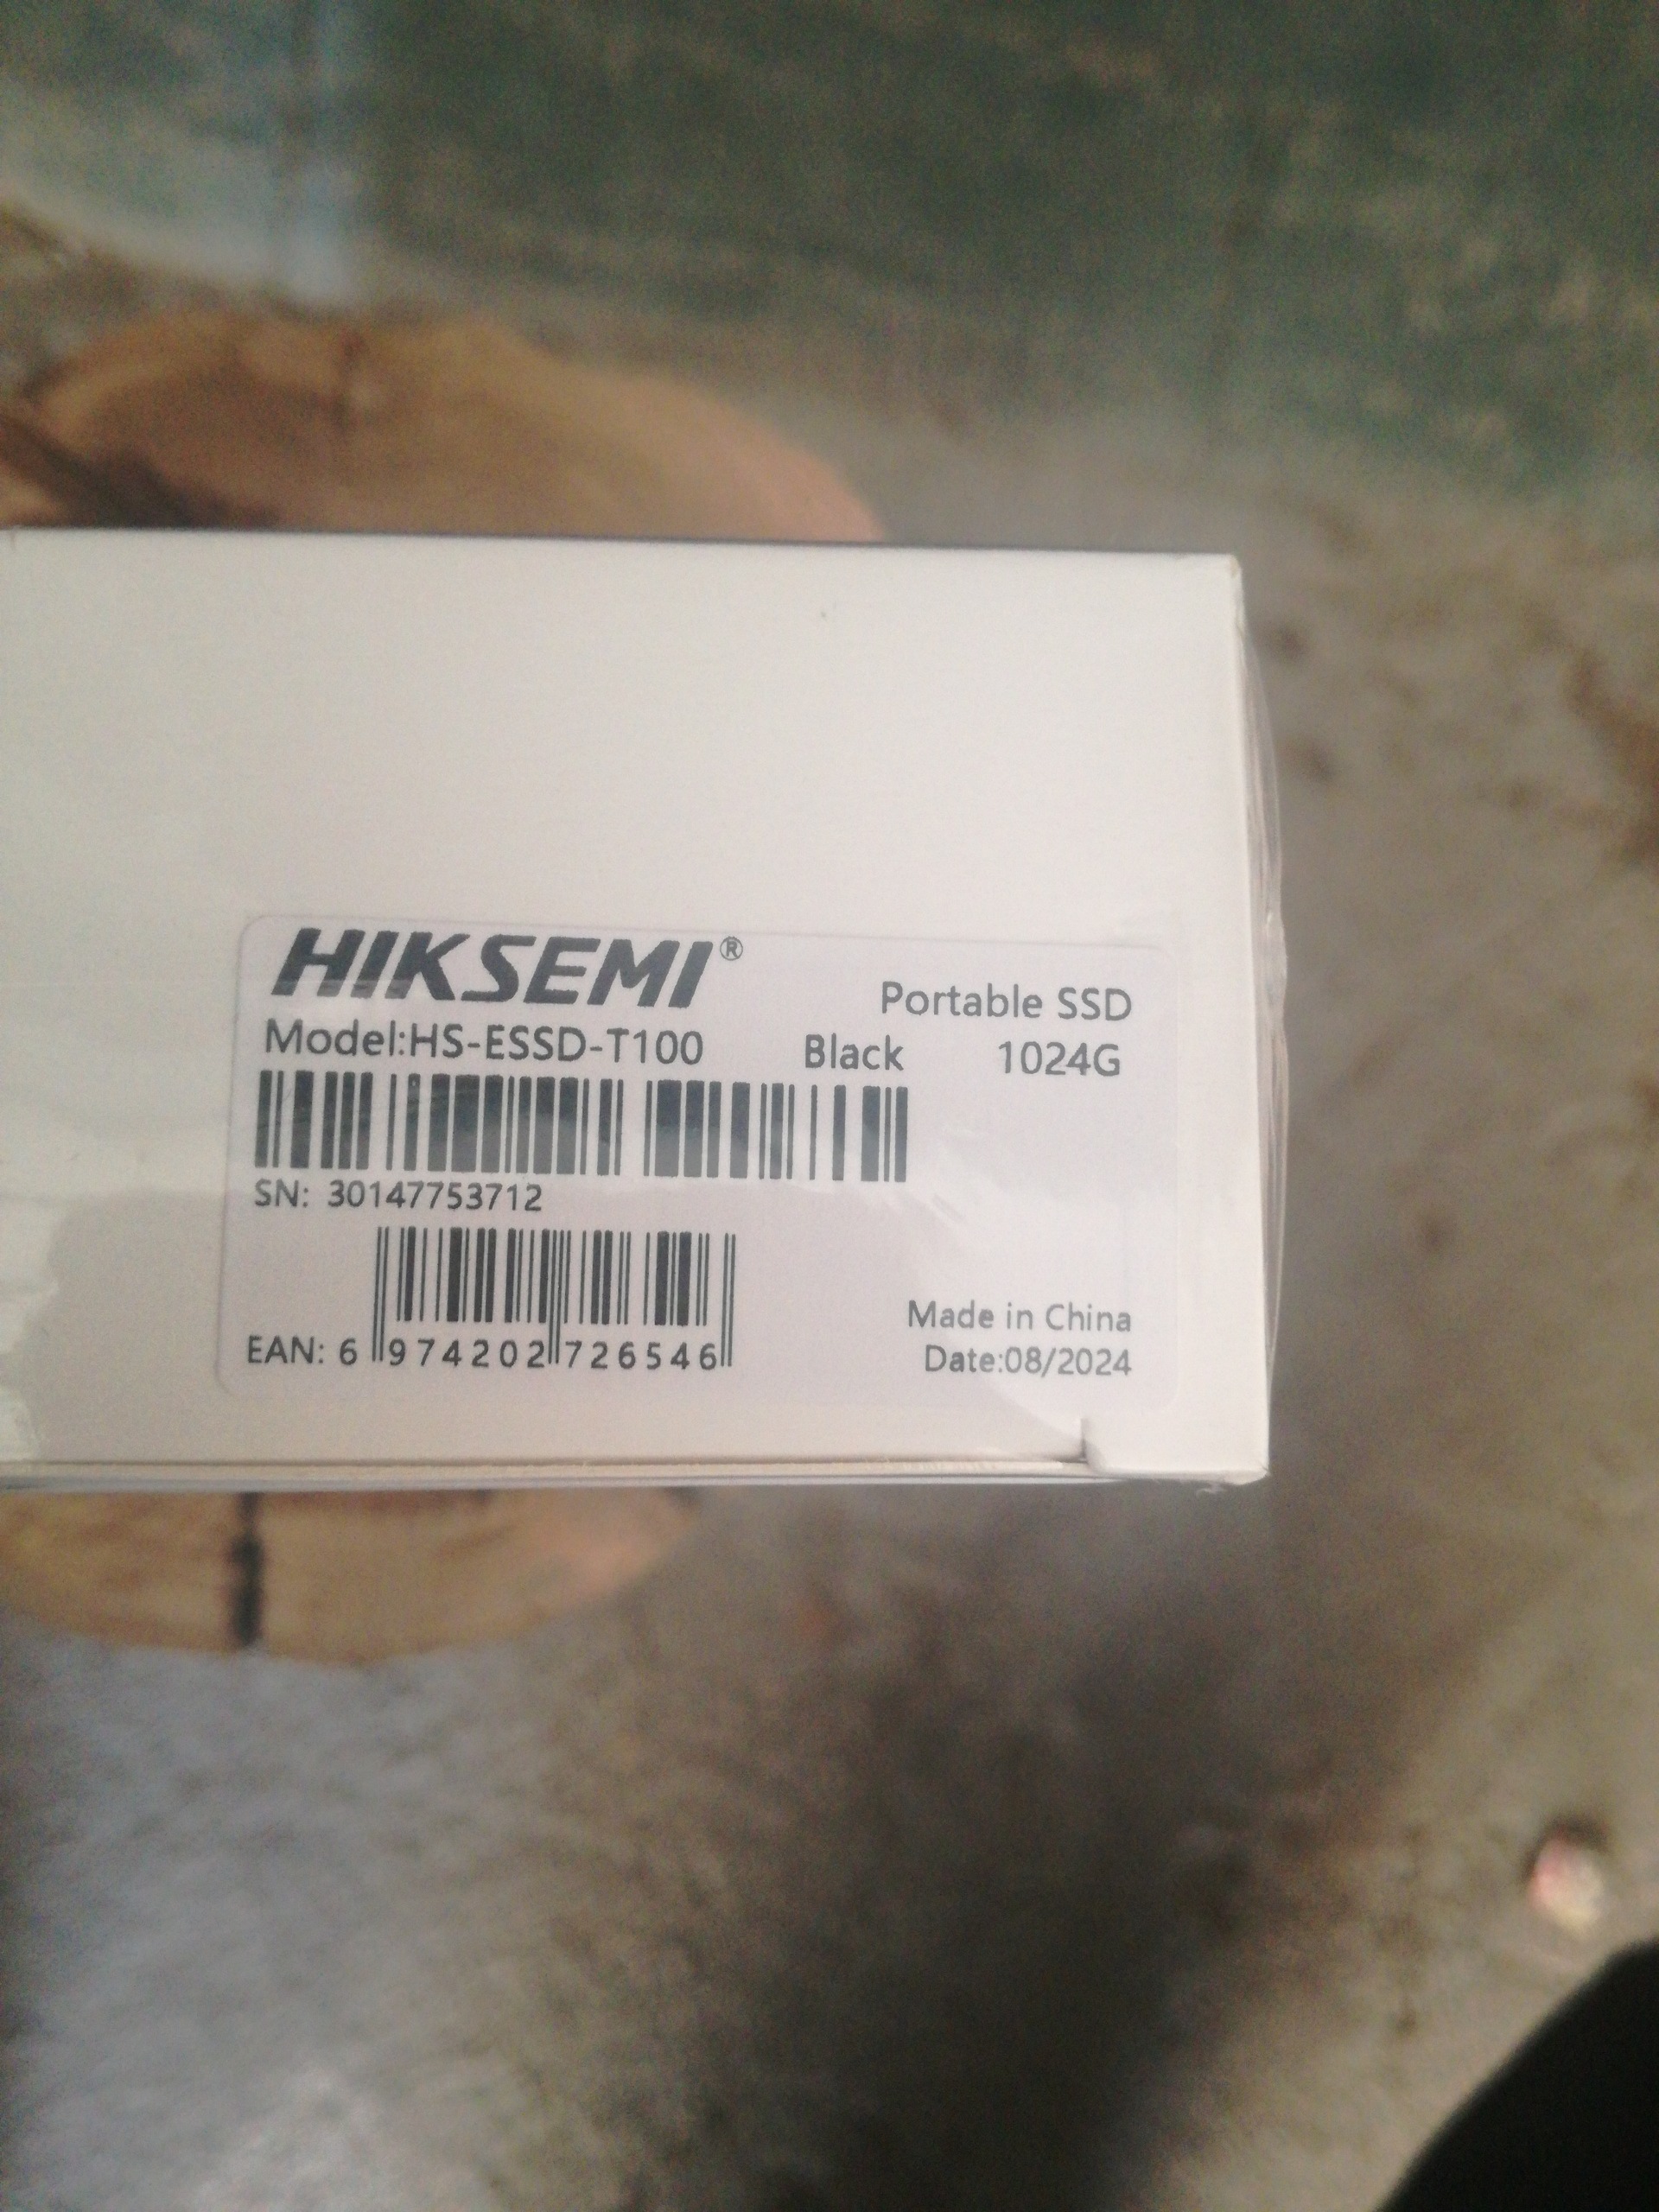 HIKSEMI®
Portable SSD
Model:HS-ESSD-T100 Black 1024G
SN: 30147753712
EAN: 6 974202 726546
Made in China
Date:08/2024